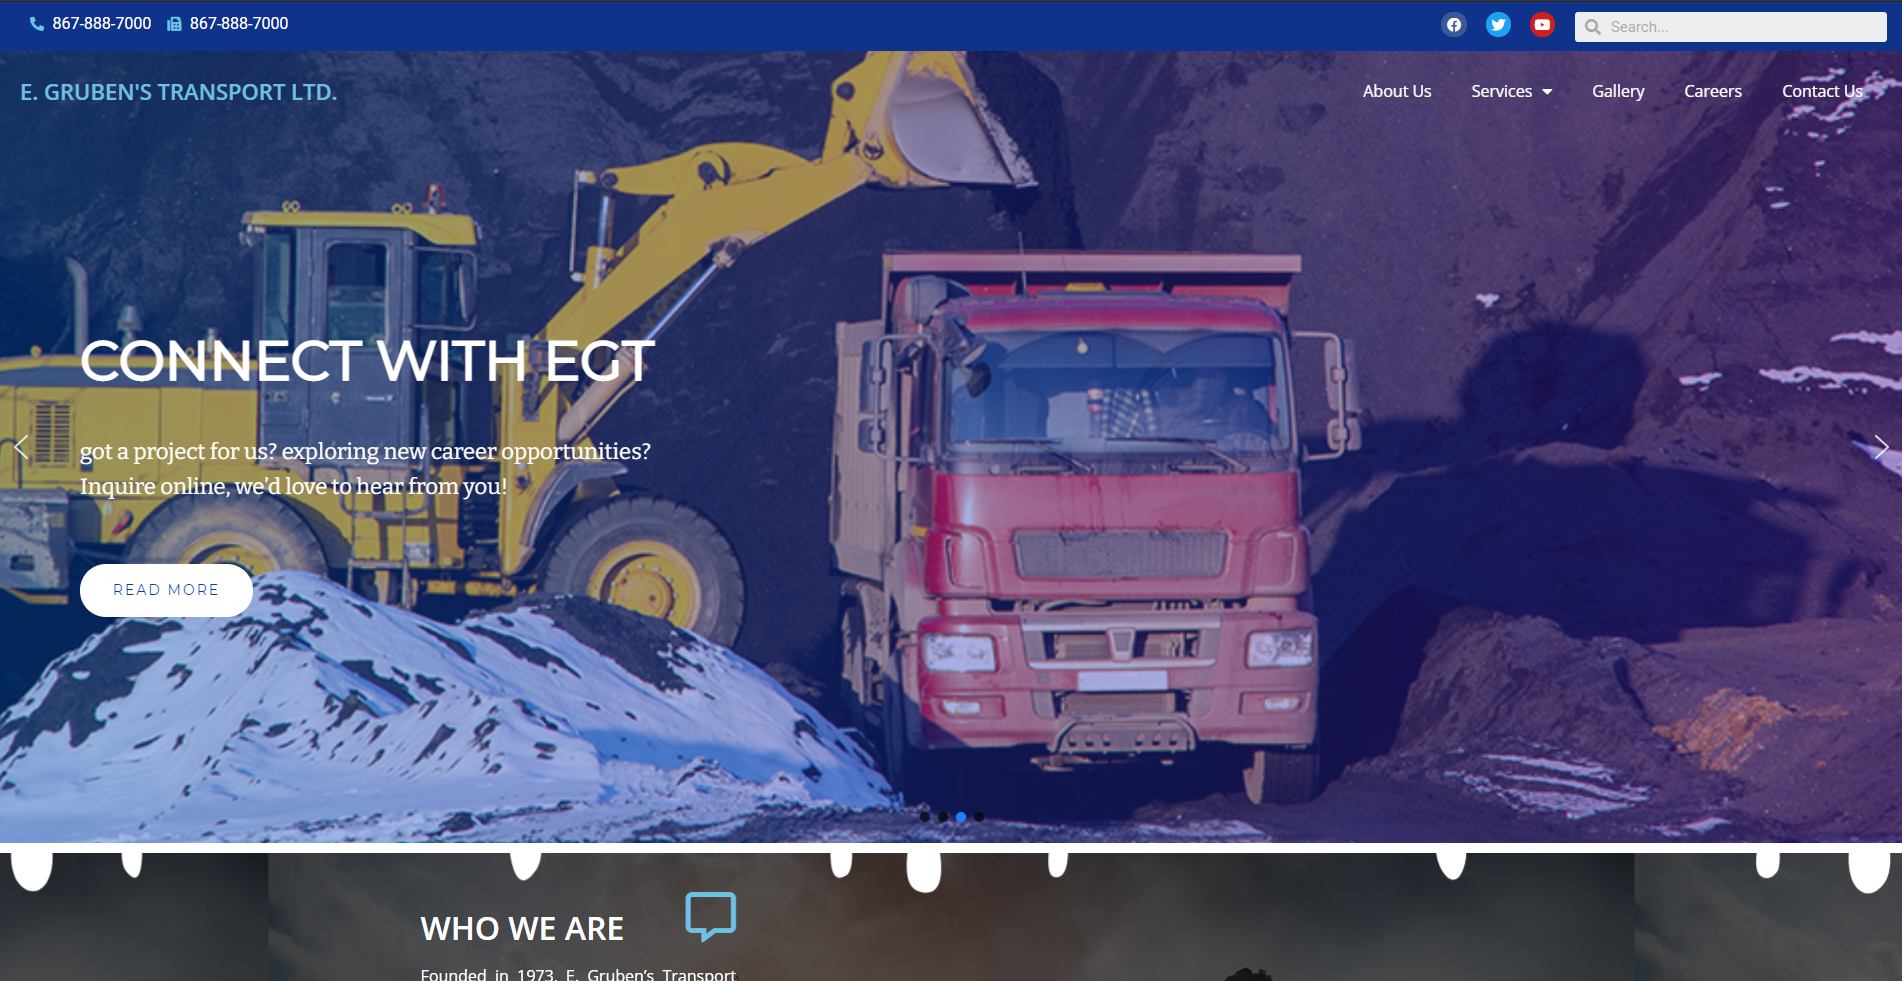 867-888-7000 867-888-7000
Search...
E. GRUBEN'S TRANSPORT LTD.
About Us Services Gallery Careers Contact Us
CONNECT WITH EGT
got a project for us? exploring new career opportunities?
Inquire online, we’d love to hear from you!
READ MORE
WHO WE ARE
Founded in 1973, E. Gruben’s Transport